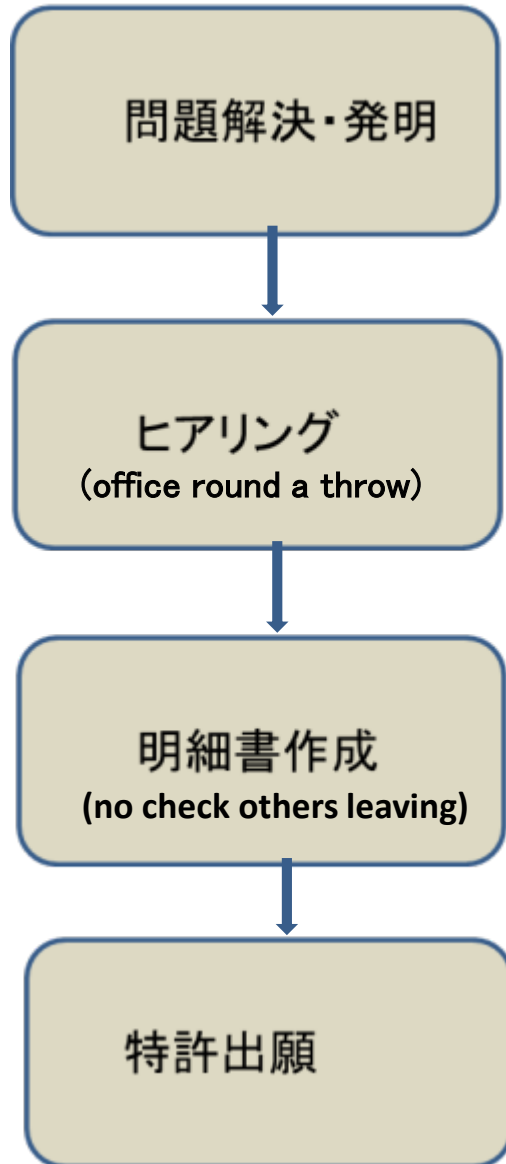 問題解決・発明
ヒアリング
(office round a throw)
明細書作成
(no check others leaving)
特許出願